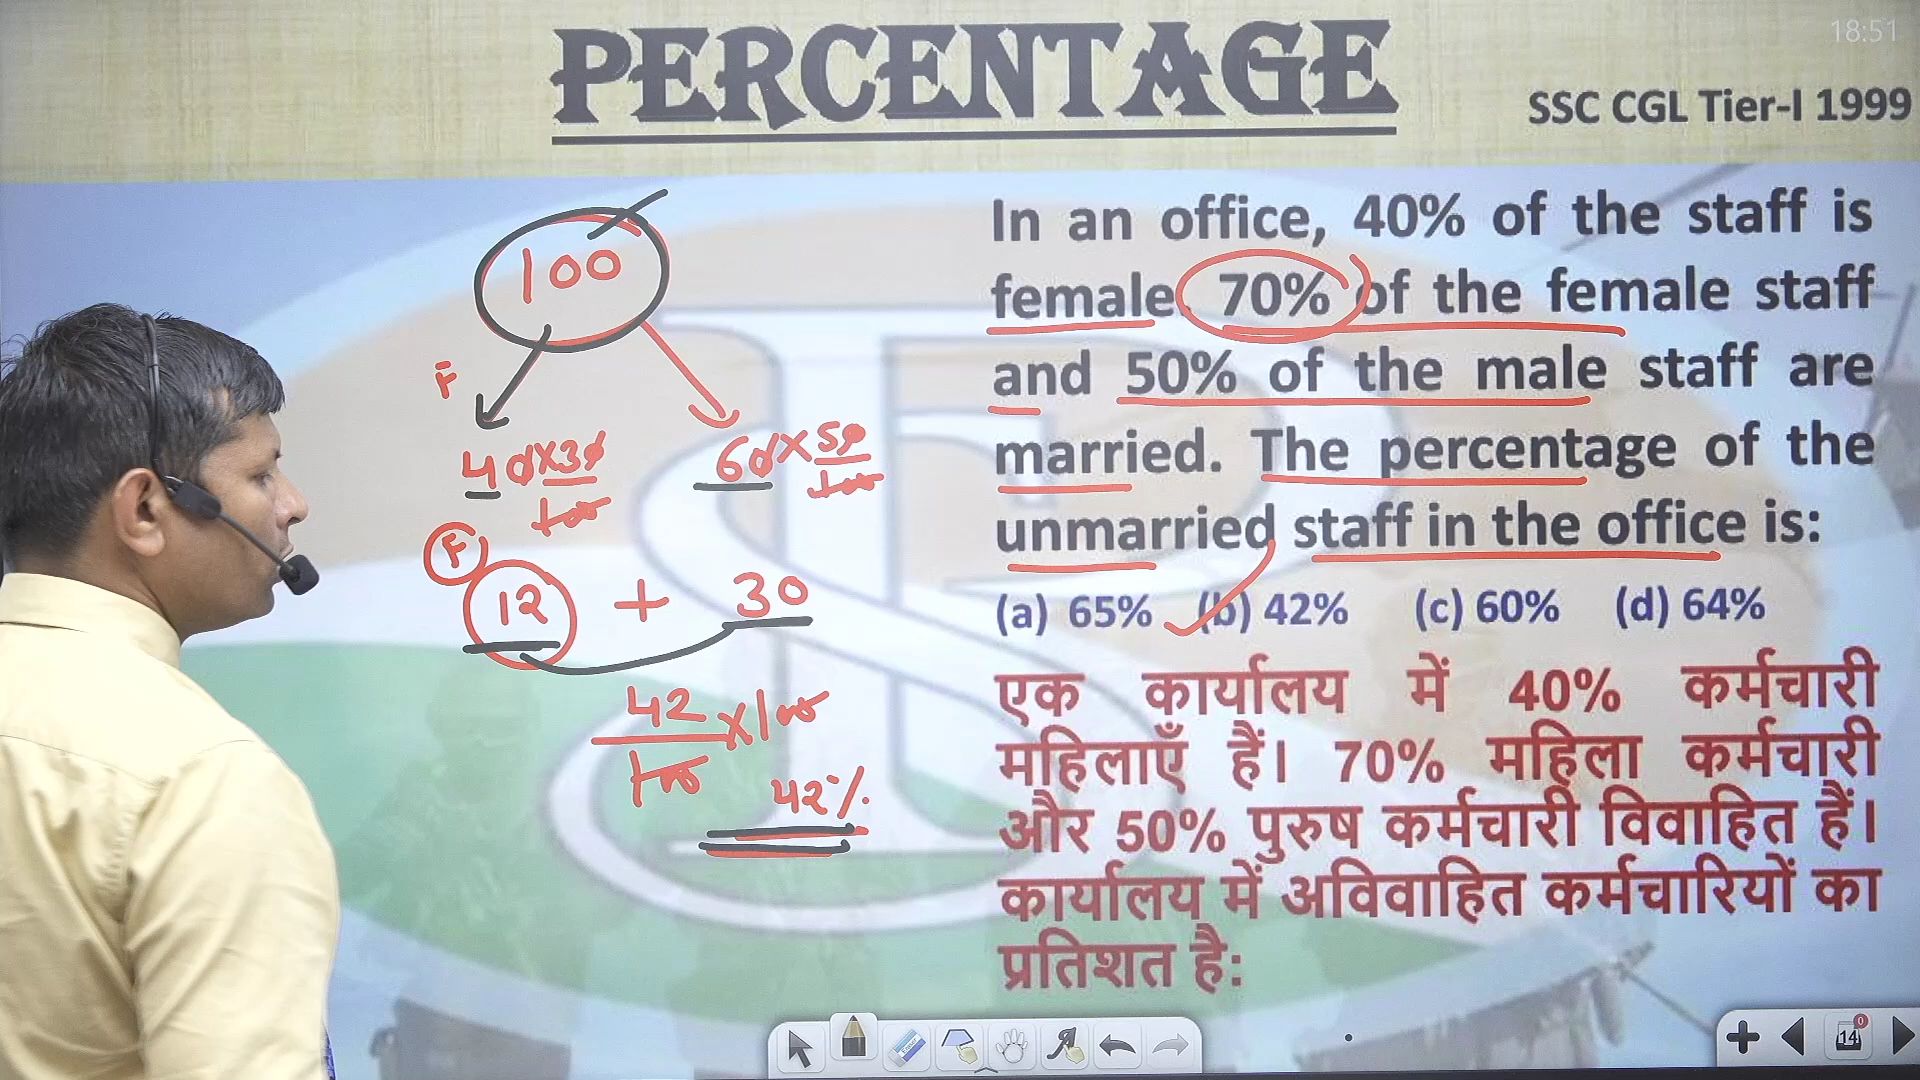 18:51
PERCENTAGE
SSC CGL Tier-I 1999
In an office, 40% of the staff is
female. 70% of the female staff
and 50% of the male staff are
married. The percentage of the
unmarried staff in the office is:
(a) 65% (b) 42% (c) 60% (d) 64%
एक कार्यालय में 40% कर्मचारी
महिलाएँ हैं। 70% महिला कर्मचारी
और 50% पुरुष कर्मचारी विवाहित हैं।
कार्यालय में अविवाहित कर्मचारियों का
प्रतिशत है:
100
F
40×30 60×50
100 100
F
12 + 30
42 ×100
100
42%
14
0